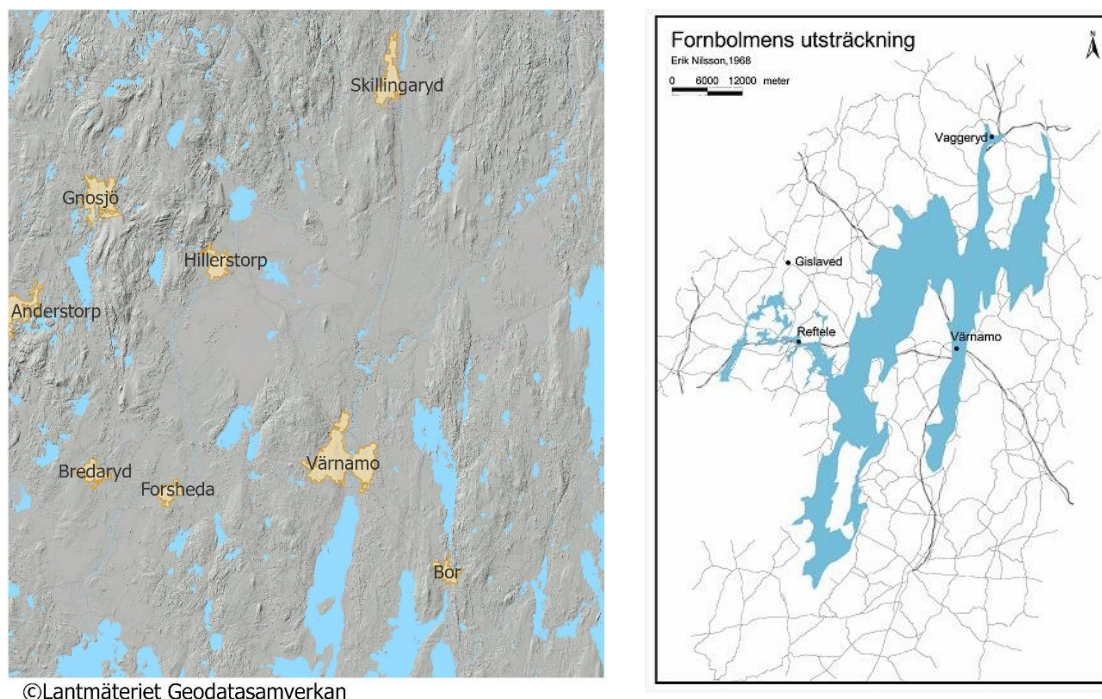 Skillingaryd
Gnosjö
Hillerstorp
Anderstorp
Värnamo
Bredaryd
Forsheda
Bor
©Lantmäteriet Geodatasamverkan
Fornbolmens utsträckning
Erik Nilsson,1968
0 6000 12000 meter
N
Vaggeryd
Gislaved
Reftele
Värnamo